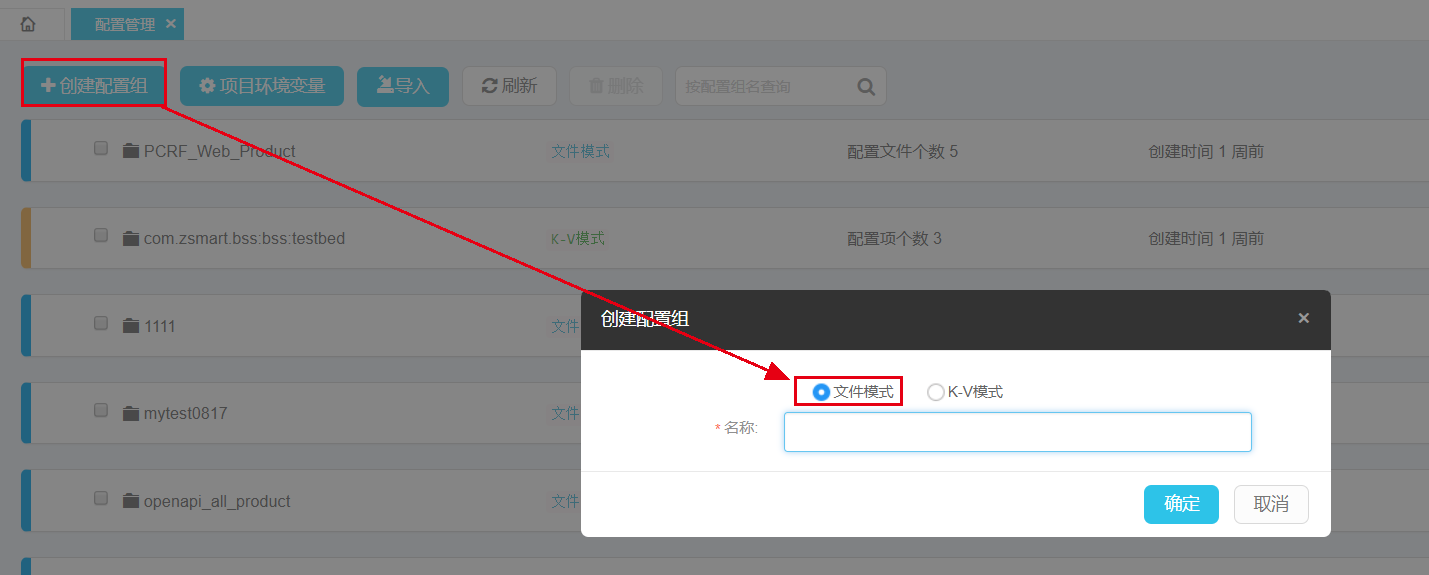 配置管理 ×
创建配置组 项目环境变量 导入 刷新 删除 按配置组名查询
PCRF_Web_Product 文件模式 配置文件个数 5 创建时间 1 周前
com.zsmart.bss:bss:testbed K-V模式 配置项个数 3 创建时间 1 周前
1111 文件
mytest0817 文件
openapi_all_product 文件
创建配置组 ×
文件模式 K-V模式
* 名称:
确定 取消